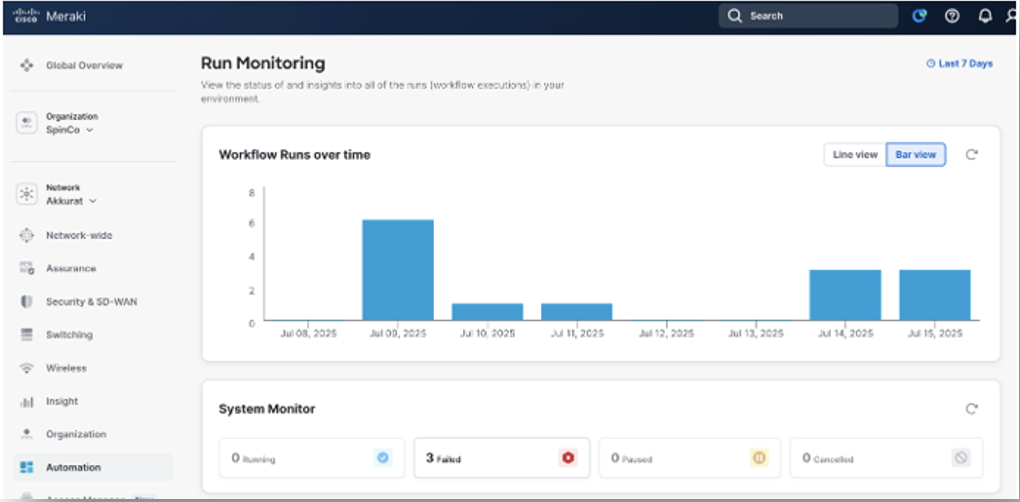 cisco Meraki
Search
Global Overview
Organization
SpinCo
Network
Akkurat
Network-wide
Assurance
Security & SD-WAN
Switching
Wireless
Insight
Organization
Automation
Access Manager New
Run Monitoring
Last 7 Days
View the status of and insights into all of the runs (workflow executions) in your
environment.
Workflow Runs over time
Line view
Bar view
8
6
4
2
0
Jul 08, 2025
Jul 09, 2025
Jul 10, 2025
Jul 11, 2025
Jul 12, 2025
Jul 13, 2025
Jul 14, 2025
Jul 15, 2025
System Monitor
0 Running
3 Failed
0 Paused
0 Cancelled